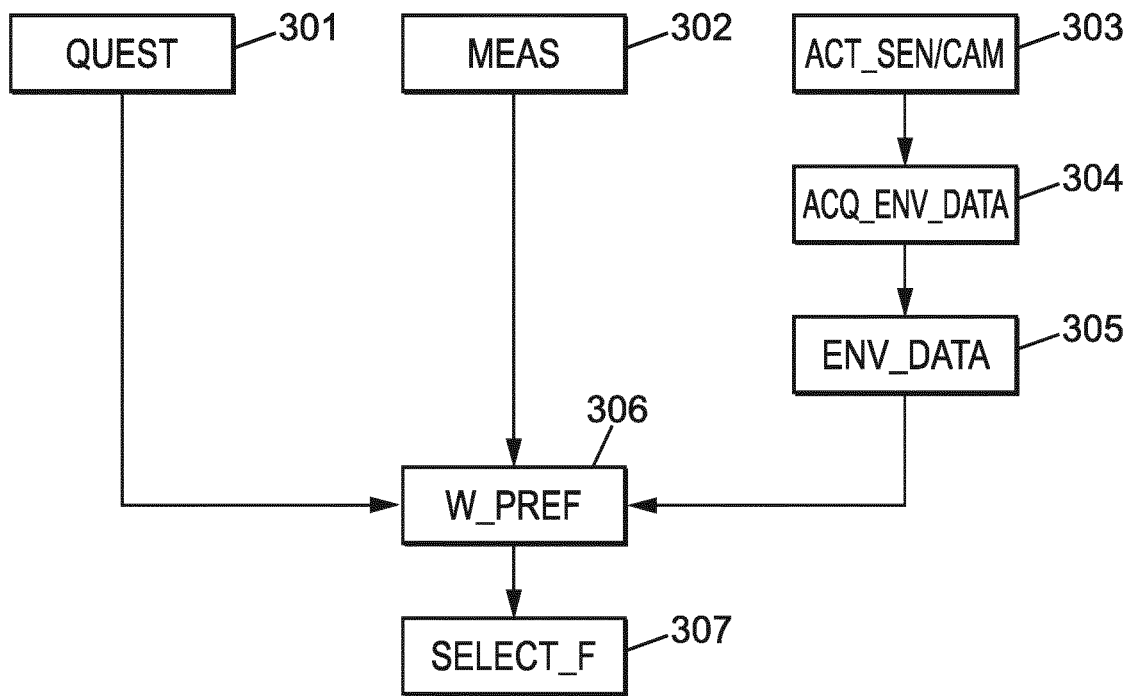 QUEST 301
MEAS 302
ACT_SEN/CAM 303
ACQ_ENV_DATA 304
ENV_DATA 305
306
W_PREF
SELECT_F 307